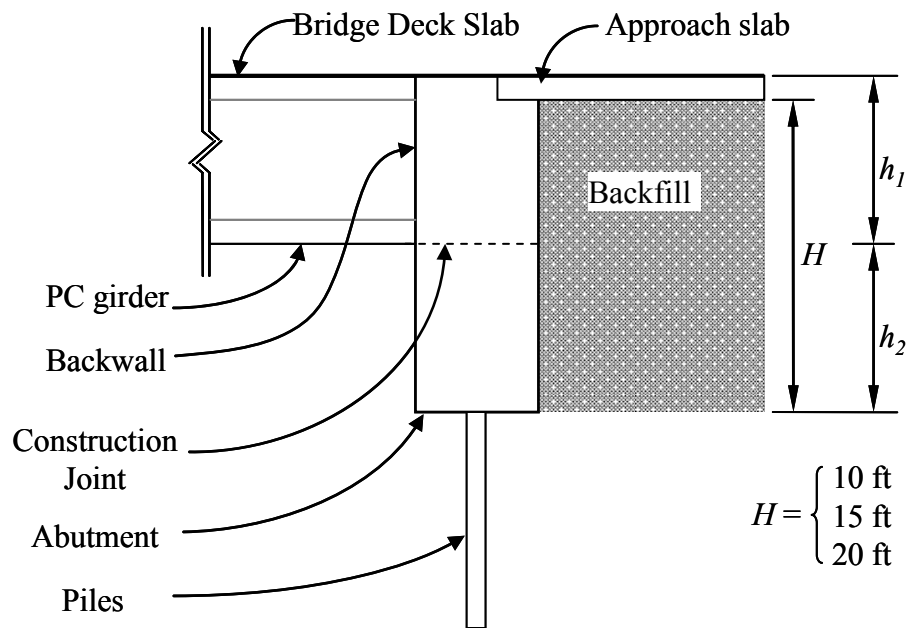 Bridge Deck Slab
Approach slab
Backfill
h1
H
h2
PC girder
Backwall
Construction
Joint
Abutment
Piles
H = { 10 ft
15 ft
20 ft